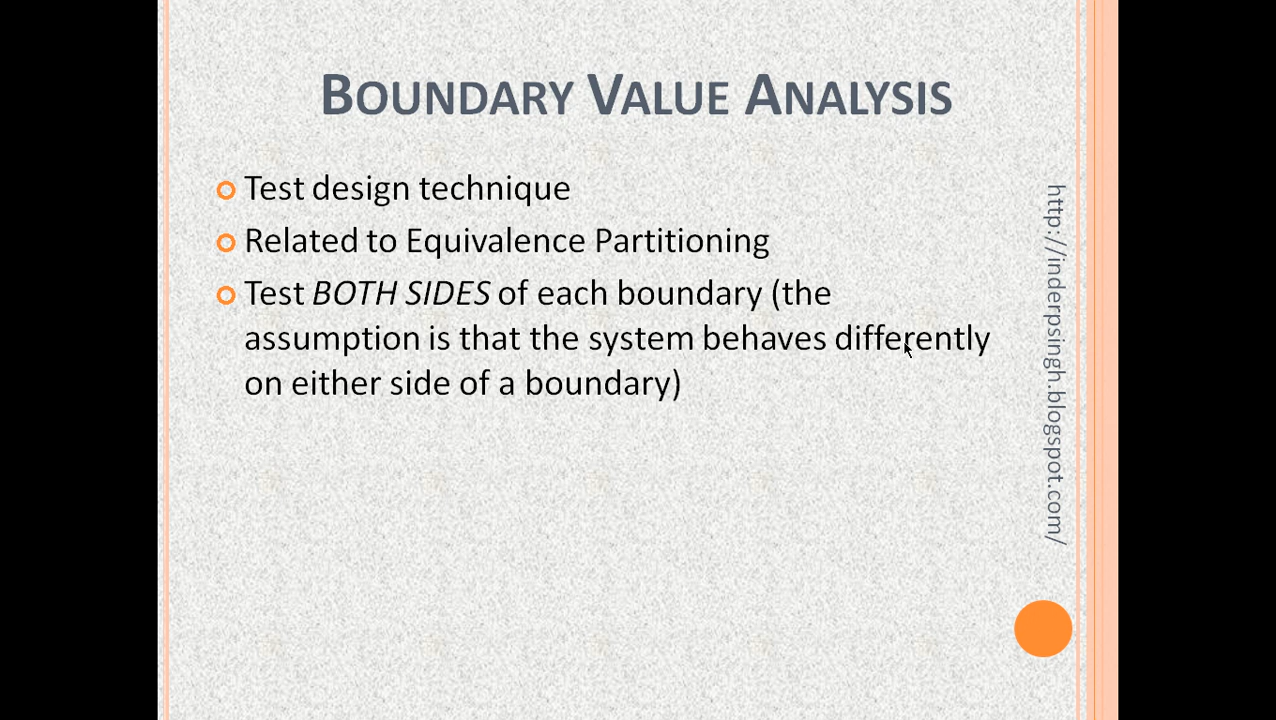 BOUNDARY VALUE ANALYSIS
Test design technique
Related to Equivalence Partitioning
Test BOTH SIDES of each boundary (the
assumption is that the system behaves differently
on either side of a boundary)
http://inderpsingh.blogspot.com/